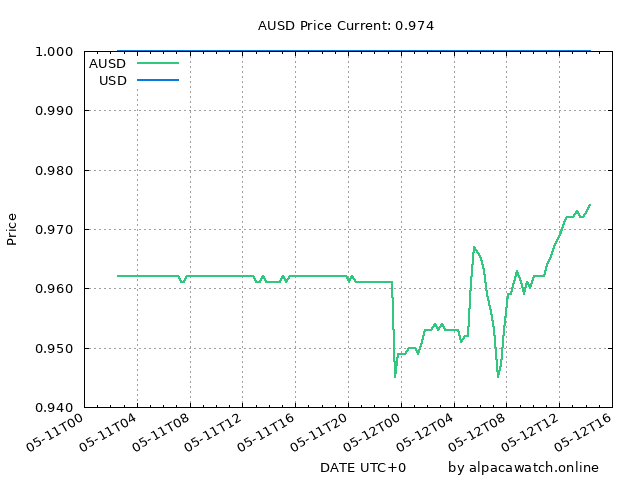 AUSD Price Current: 0.974
1.000
AUSD
USD
0.990
0.980
0.970
Price
0.960
0.950
0.940
05-11T00
05-11T04
05-11T08
05-11T12
05-11T16
05-11T20
05-12T00
05-12T04
05-12T08
05-12T12
05-12T16
DATE UTC+0
by alpacawatch.online